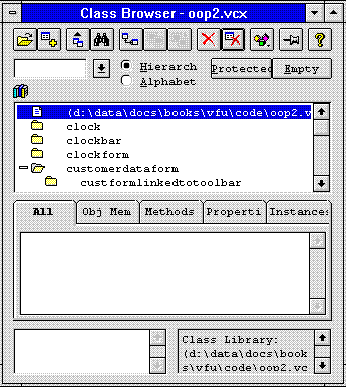 Class Browser - oop2.vcx
Hierarch
Alphabet
Protected
Empty
(d:\data\docs\books\vfu\code\oop2.v
clock
clockbar
clockform
customerdataform
custformlinkedtotoolbar
All Obj Mem Methods Properti Instances
Class Library:
(d:\data\docs\book
s\vfu\code\oop2.vc